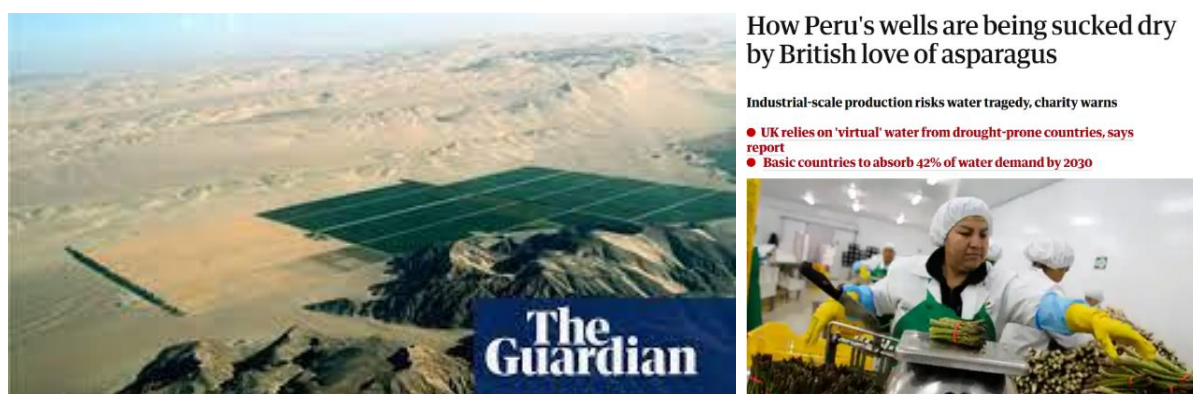 The
Guardian
How Peru's wells are being sucked dry
by British love of asparagus
Industrial-scale production risks water tragedy, charity warns
● UK relies on 'virtual' water from drought-prone countries, says
report
● Basic countries to absorb 42% of water demand by 2030